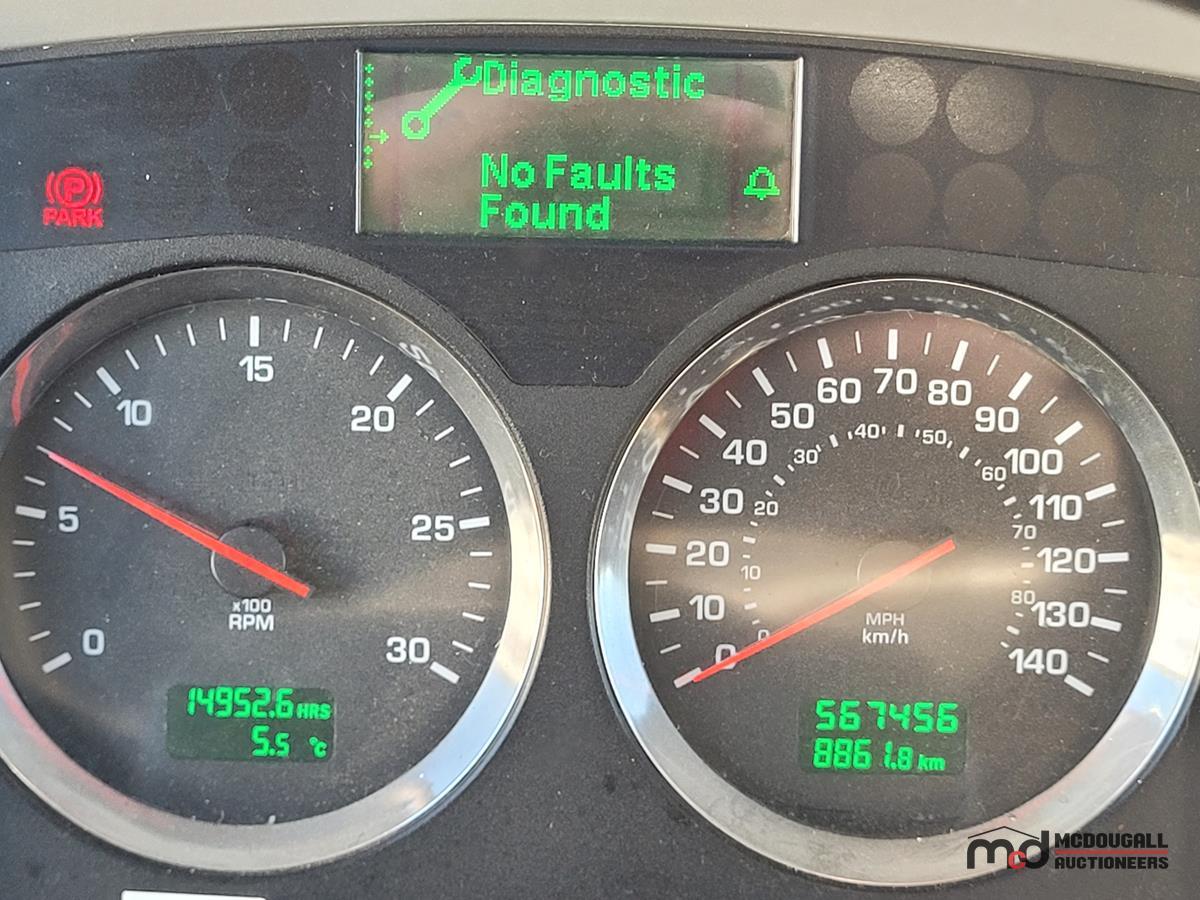 Diagnostic
No Faults
Found
P
PARK
0
5
10
15
20
25
30
x100
RPM
14952.6 HRS
5.5 °C
0
10
20
30
40
50
60
70
80
90
100
110
120
130
140
0
10
20
30
40
50
60
70
80
MPH
km/h
567456
8861.8 km
mcd MCDOUGALL
AUCTIONEERS